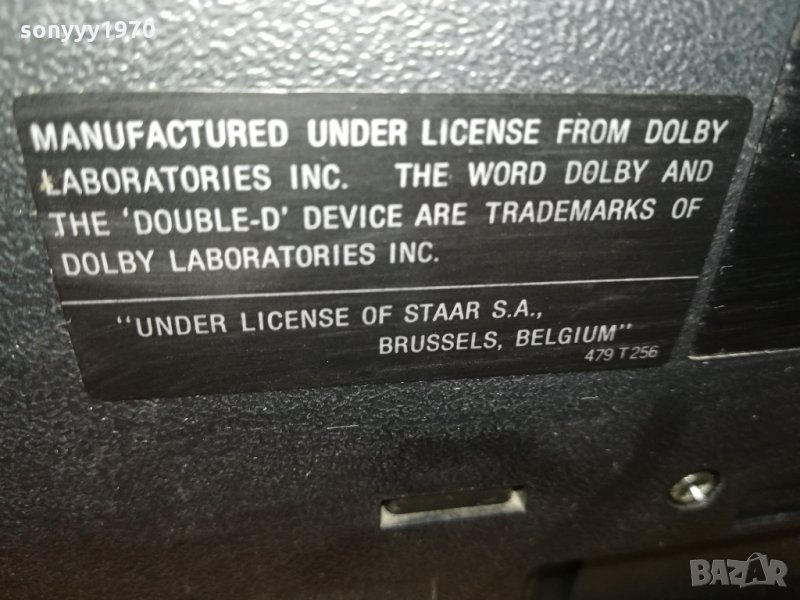 sonyyy1970
MANUFACTURED UNDER LICENSE FROM DOLBY
LABORATORIES INC. THE WORD DOLBY AND
THE 'DOUBLE-D' DEVICE ARE TRADEMARKS OF
DOLBY LABORATORIES INC.
"UNDER LICENSE OF STAAR S.A.,
BRUSSELS, BELGIUM"
479 T 256
BAZAR